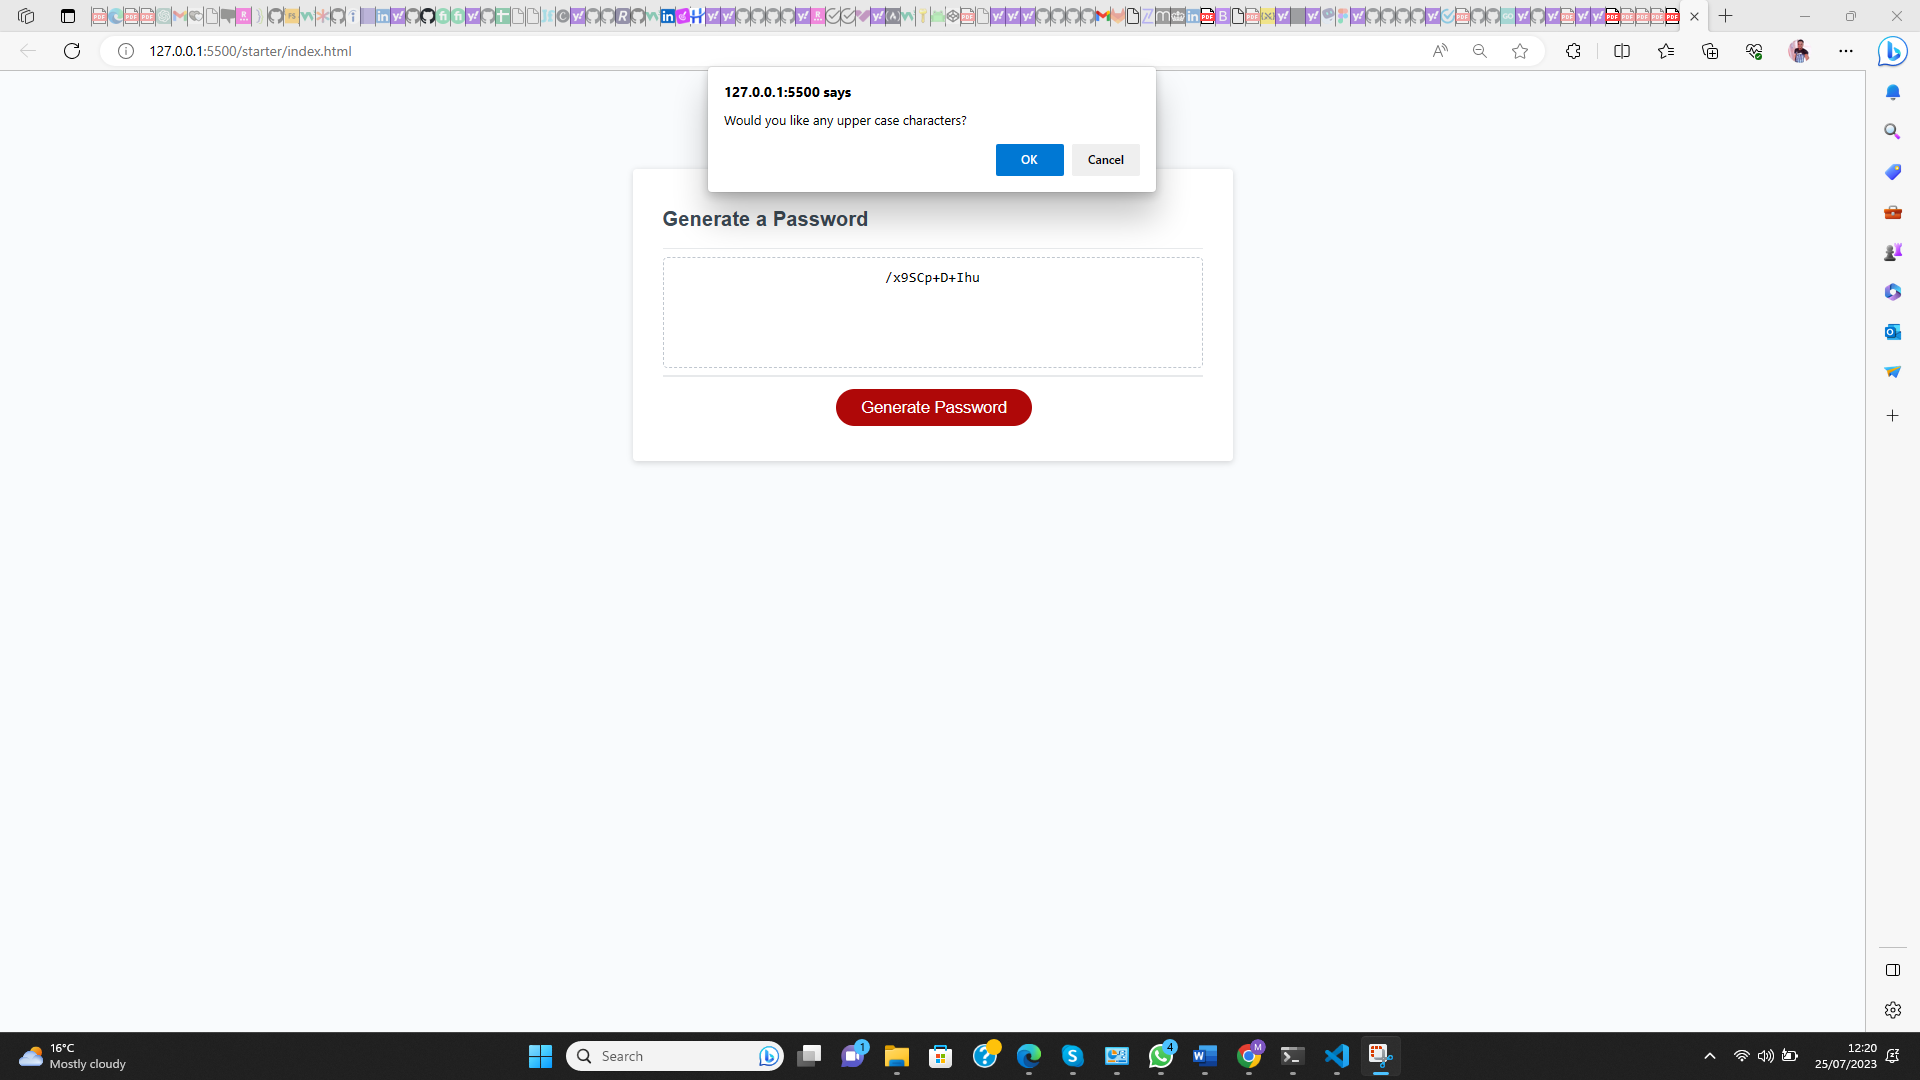 127.0.0.1:5500/starter/index.html
127.0.0.1:5500 says
Would you like any upper case characters?
OK
Cancel
Generate a Password
/x9SCp+D+Ihu
Generate Password
16°C
Mostly cloudy
Search
1
4
M
12:20
25/07/2023